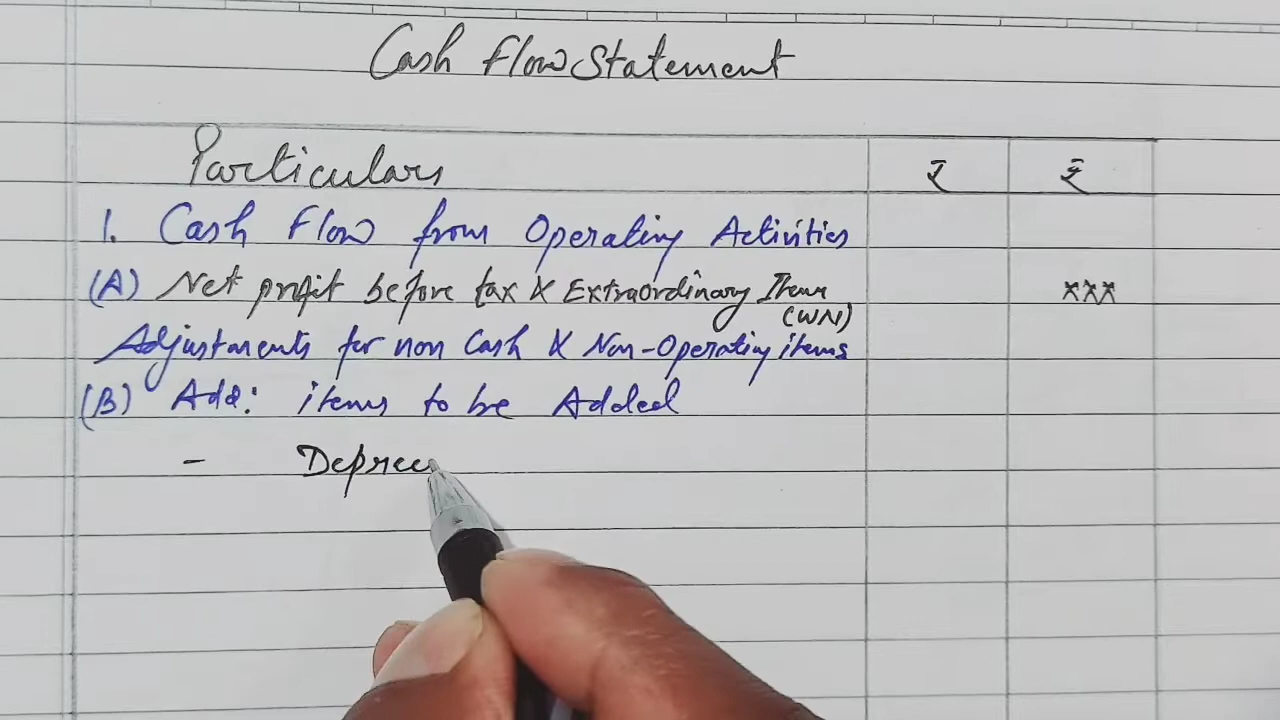 Cash Flow Statement
Particulars ₹ ₹
1. Cash Flow from Operating Activities
(A) Net profit before tax & Extraordinary Items ×××
(WN)
Adjustments for non Cash & Non-Operating items
(B) Add: items to be Added
- Deprec